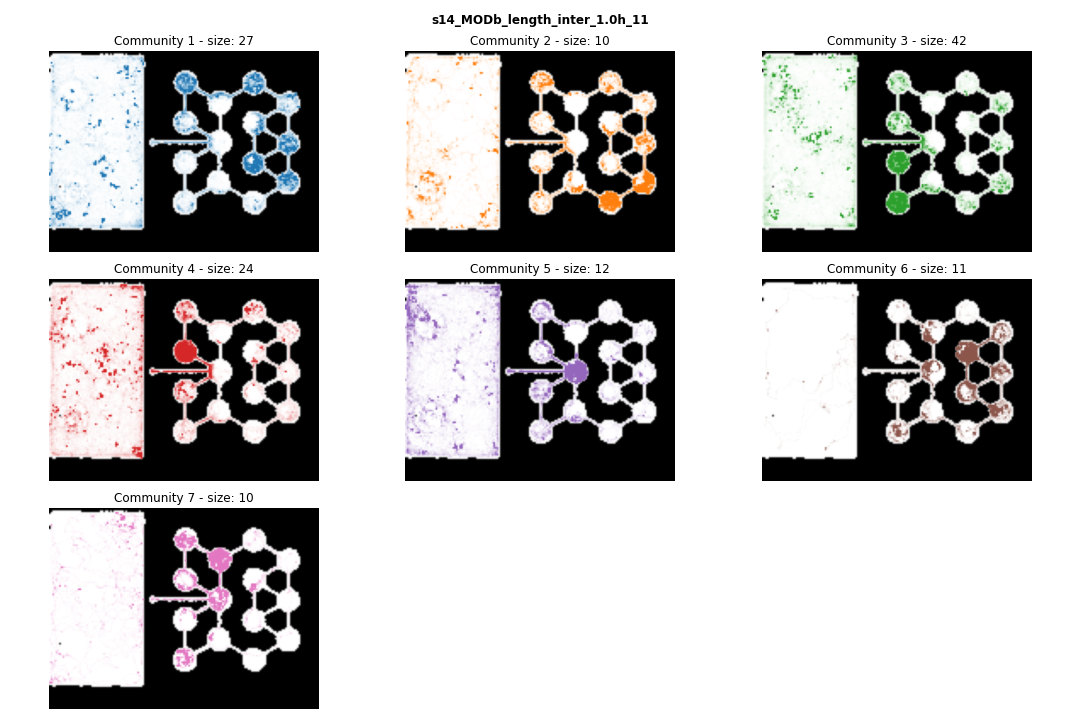 s14_MODb_length_inter_1.0h_11
Community 1 - size: 27
Community 2 - size: 10
Community 3 - size: 42
Community 4 - size: 24
Community 5 - size: 12
Community 6 - size: 11
Community 7 - size: 10